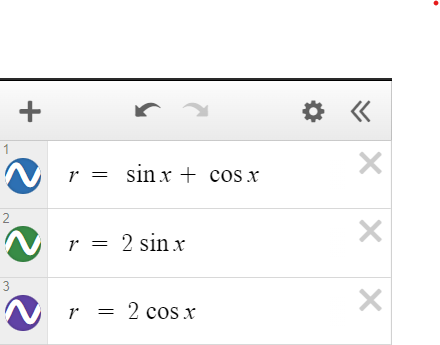 1
r = sin x + cos x
2
r = 2 sin x
3
r = 2 cos x